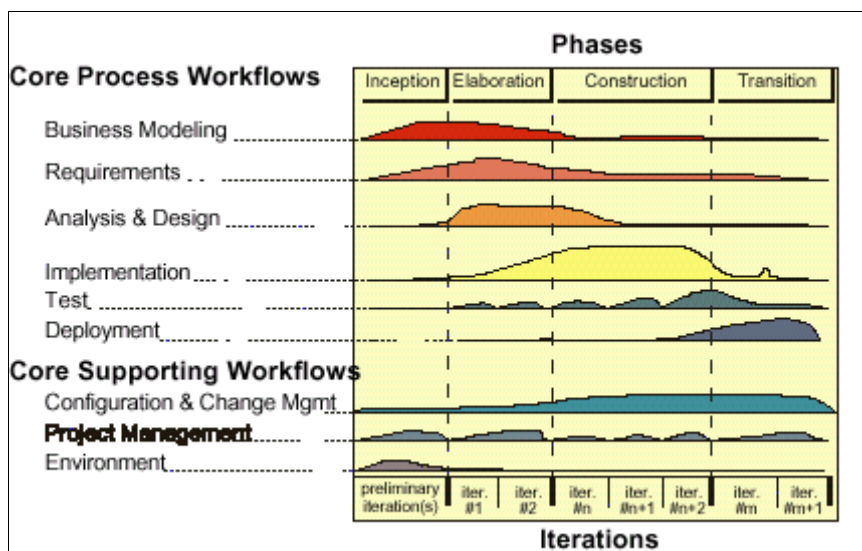 Phases
Core Process Workflows
Inception Elaboration Construction Transition
Business Modeling
Requirements
Analysis & Design
Implementation
Test
Deployment
Core Supporting Workflows
Configuration & Change Mgmt
Project Management
Environment
preliminary iteration(s)
iter. #1
iter. #2
iter. #n
iter. #n+1
iter. #n+2
iter. #m
iter. #m+1
Iterations